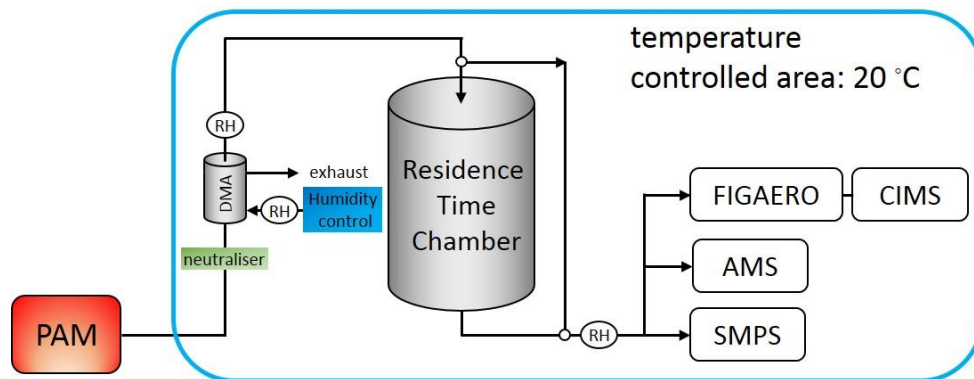 temperature
controlled area: 20 °C
RH
DMA
exhaust
RH
Humidity
control
neutraliser
Residence
Time
Chamber
FIGAERO
CIMS
AMS
PAM
RH
SMPS